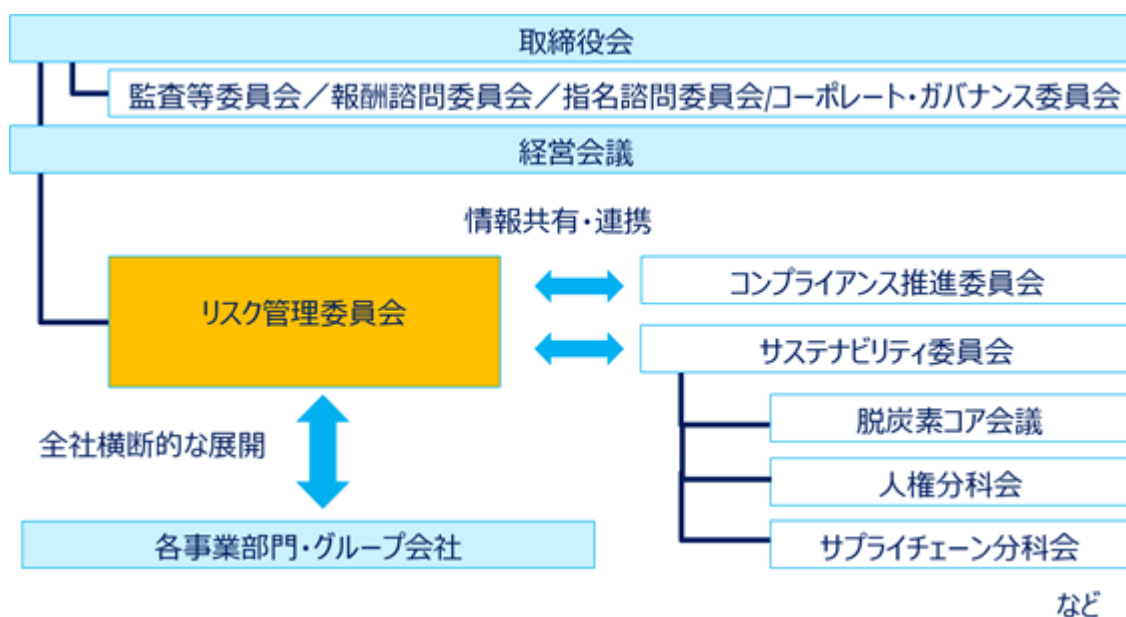 取締役会
監査等委員会／報酬諮問委員会／指名諮問委員会/コーポレート・ガバナンス委員会
経営会議
情報共有・連携
リスク管理委員会
コンプライアンス推進委員会
サステナビリティ委員会
脱炭素コア会議
全社横断的な展開
人権分科会
各事業部門・グループ会社
サプライチェーン分科会
など